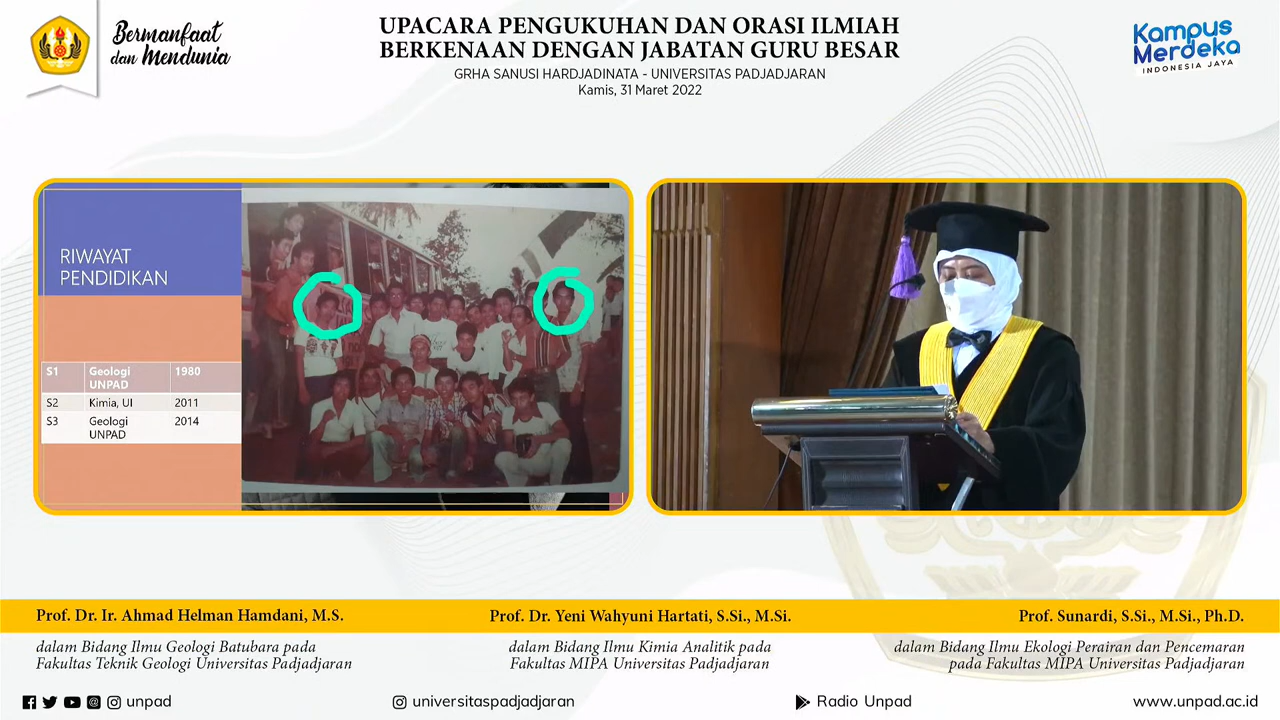 Bermanfaat
dan Mendunia
UPACARA PENGUKUHAN DAN ORASI ILMIAH
BERKENAAN DENGAN JABATAN GURU BESAR
GRHA SANUSI HARDJADINATA - UNIVERSITAS PADJADJARAN
Kamis, 31 Maret 2022
Kampus
Merdeka
INDONESIA JAYA
RIWAYAT
PENDIDIKAN
S1 Geologi UNPAD 1980
S2 Kimia, UI 2011
S3 Geologi UNPAD 2014
Prof. Dr. Ir. Ahmad Helman Hamdani, M.S.
dalam Bidang Ilmu Geologi Batubara pada
Fakultas Teknik Geologi Universitas Padjadjaran
Prof. Dr. Yeni Wahyuni Hartati, S.Si., M.Si.
dalam Bidang Ilmu Kimia Analitik pada
Fakultas MIPA Universitas Padjadjaran
Prof. Sunardi, S.Si., M.Si., Ph.D.
dalam Bidang Ilmu Ekologi Perairan dan Pencemaran
pada Fakultas MIPA Universitas Padjadjaran
unpad
universitaspadjadjaran
Radio Unpad
www.unpad.ac.id